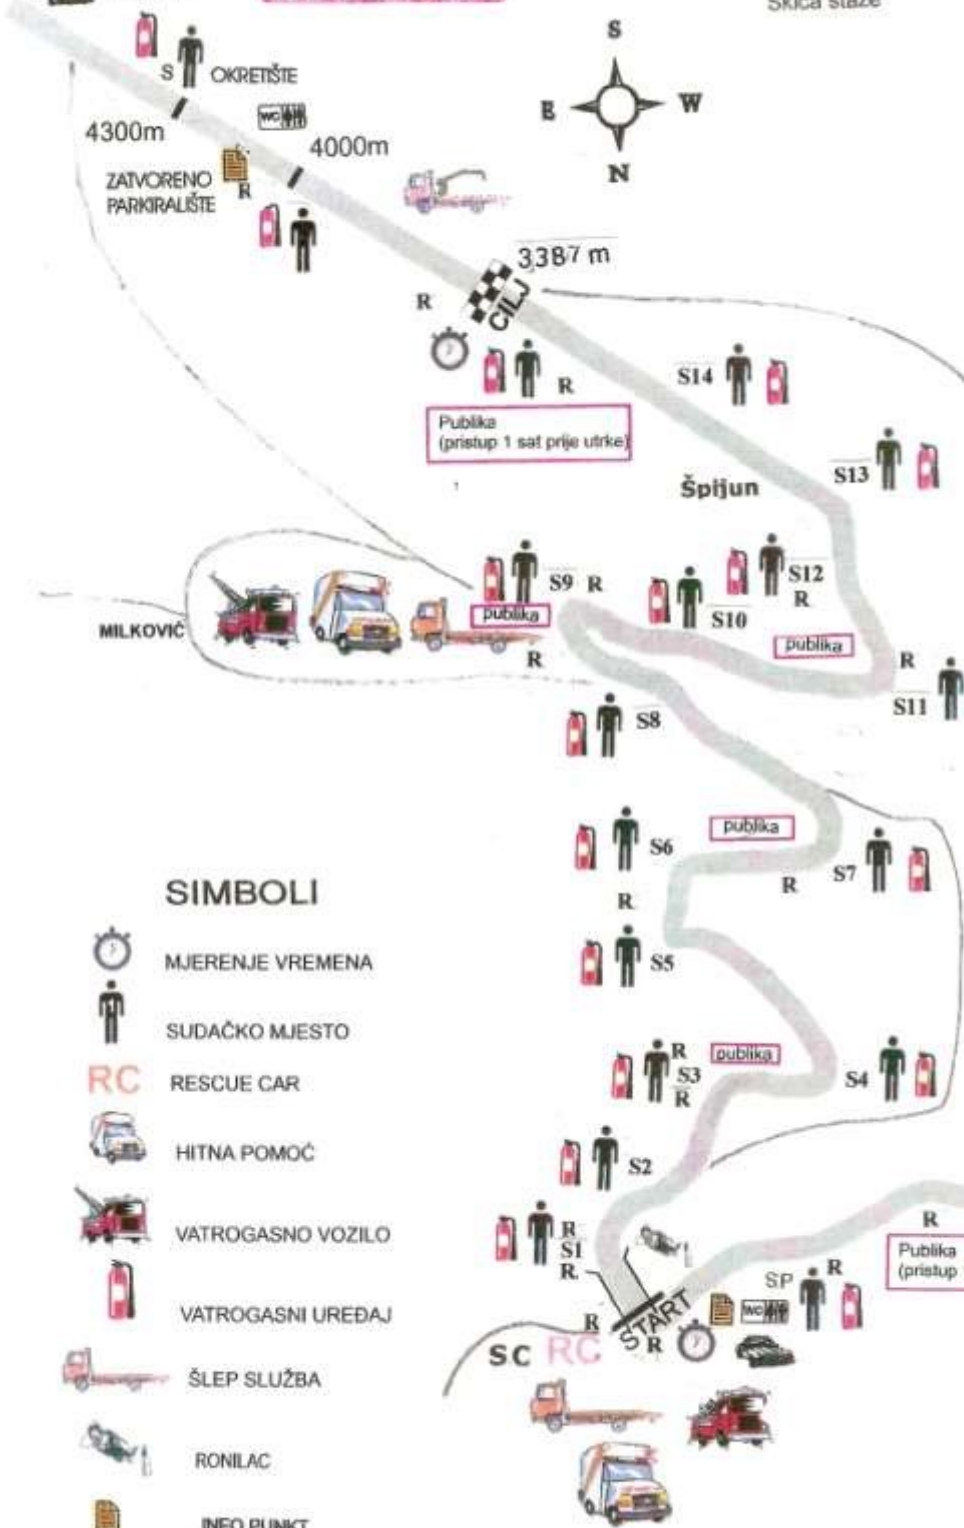 Skica staze
S
E
W
N
S
OKRETIŠTE
4300m
WC
4000m
ZATVORENO
PARKIRALIŠTE
R
3387 m
CILJ
R
R
Publika
(pristup 1 sat prije utrke)
S14
S13
Špijun
S9
R
publika
R
S12
R
S10
publika
R
S11
MILKOVIĆ
S8
publika
S6
R
S7
R
S5
R
S3
R
publika
S4
S2
R
S1
R
R
START
R
SC
RC
SP
R
WC
R
Publika
(pristup
SIMBOLI
MJERENJE VREMENA
SUDAČKO MJESTO
RC
RESCUE CAR
HITNA POMOĆ
VATROGASNO VOZILO
VATROGASNI UREĐAJ
ŠLEP SLUŽBA
RONILAC
INFO PUNKT